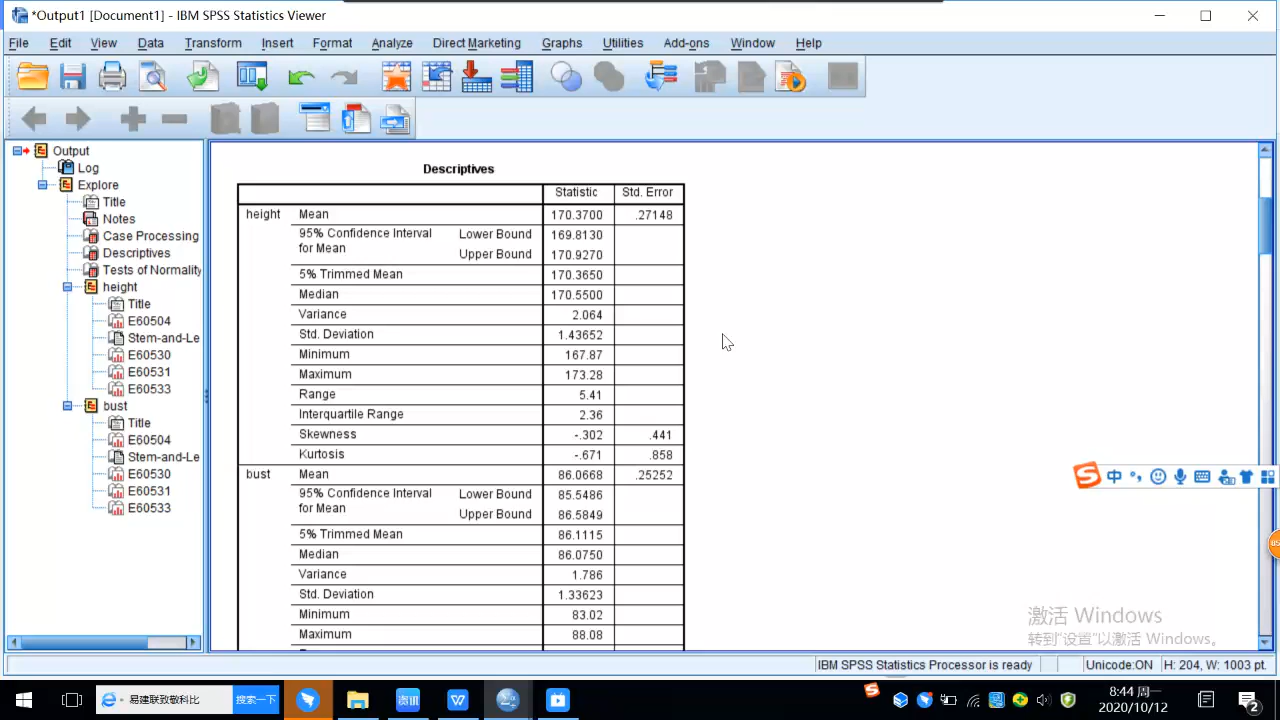 *Output1 [Document1] - IBM SPSS Statistics Viewer
File Edit View Data Transform Insert Format Analyze Direct Marketing Graphs Utilities Add-ons Window Help
Output
Log
Explore
Title
Notes
Case Processing
Descriptives
Tests of Normality
height
Title
E60504
Stem-and-Le
E60530
E60531
E60533
bust
Title
E60504
Stem-and-Le
E60530
E60531
E60533
Descriptives
Statistic Std. Error
height Mean 170.3700 .27148
95% Confidence Interval Lower Bound 169.8130
for Mean Upper Bound 170.9270
5% Trimmed Mean 170.3650
Median 170.5500
Variance 2.064
Std. Deviation 1.43652
Minimum 167.87
Maximum 173.28
Range 5.41
Interquartile Range 2.36
Skewness -.302 .441
Kurtosis -.671 .858
bust Mean 86.0668 .25252
95% Confidence Interval Lower Bound 85.5486
for Mean Upper Bound 86.5849
5% Trimmed Mean 86.1115
Median 86.0750
Variance 1.786
Std. Deviation 1.33623
Minimum 83.02
Maximum 88.08
中
激活 Windows
转到"设置"以激活 Windows。
IBM SPSS Statistics Processor is ready Unicode:ON H: 204, W: 1003 pt.
易建联致敬科比 搜索一下
资讯
8:44 周一
2020/10/12
2